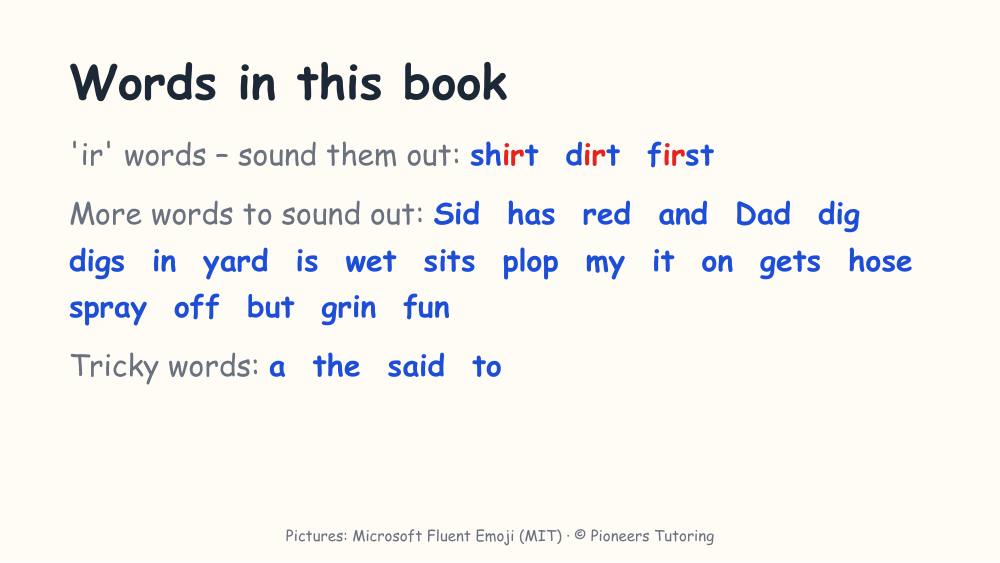 Words in this book
'ir' words – sound them out: shirt dirt first
More words to sound out: Sid has red and Dad dig
digs in yard is wet sits plop my it on gets hose
spray off but grin fun
Tricky words: a the said to
Pictures: Microsoft Fluent Emoji (MIT) · © Pioneers Tutoring